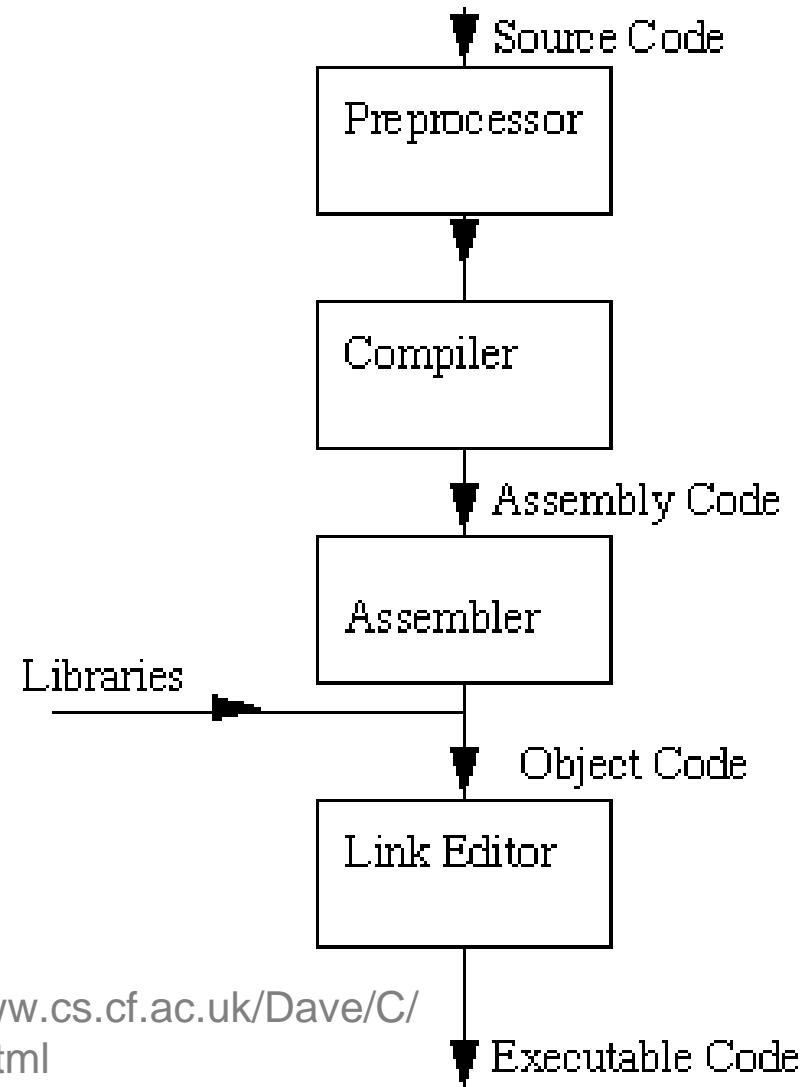 Source Code
Preprocessor
Compiler
Assembly Code
Assembler
Libraries
Object Code
Link Editor
ww.cs.cf.ac.uk/Dave/C/
tml
Executable Code